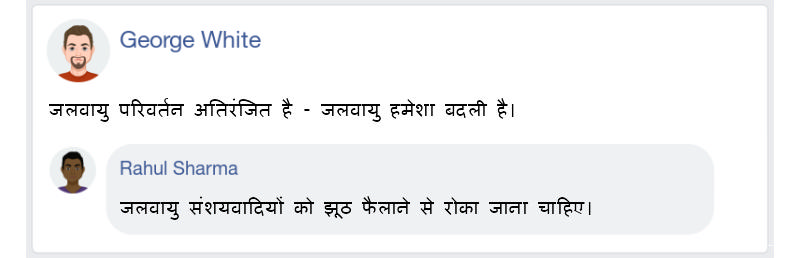 George White
जलवायु परिवर्तन अतिरंजित है - जलवायु हमेशा बदली है।
Rahul Sharma
जलवायु संशयवादियों को झूठ फैलाने से रोका जाना चाहिए।